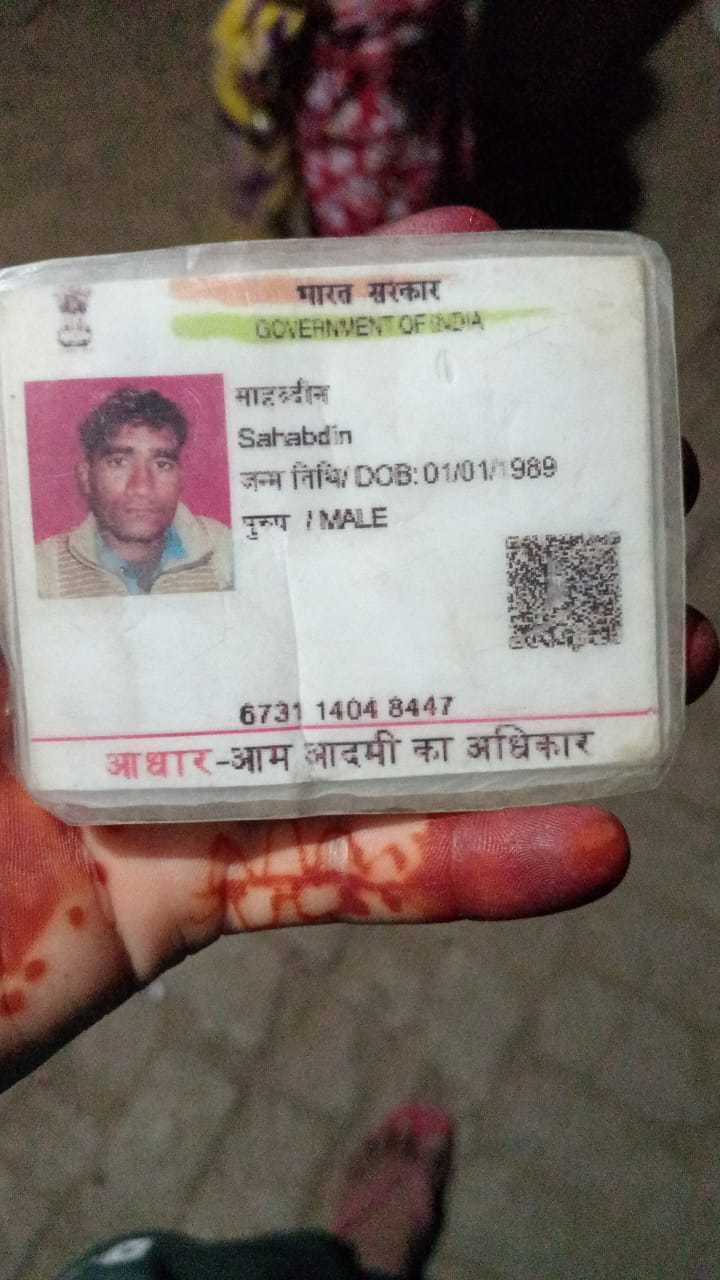 भारत सरकार
GOVERNMENT OF INDIA
साहब्दीन
Sahabdin
जन्म तिथि/ DOB: 01/01/1989
पुरुष / MALE
6731 1404 8447
आधार-आम आदमी का अधिकार